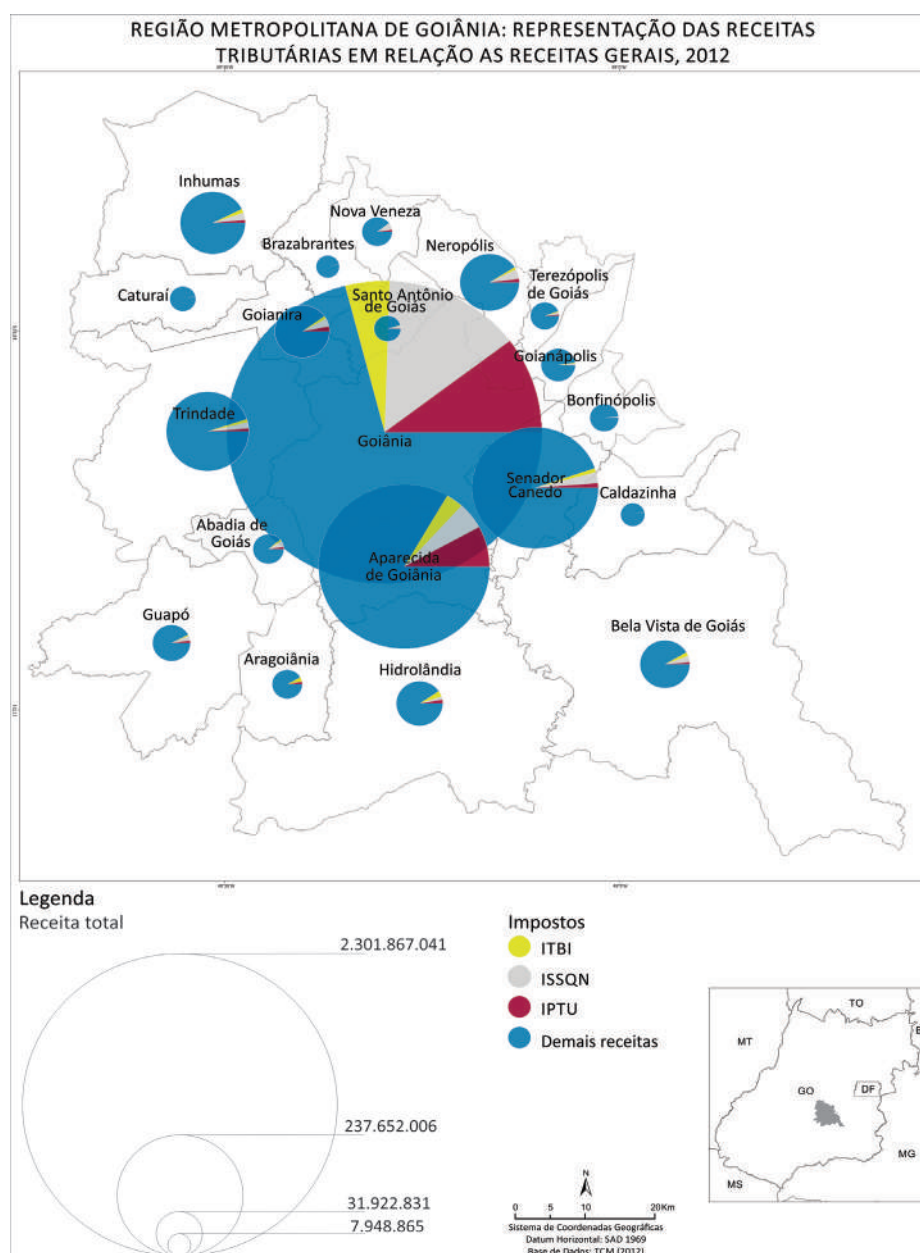 REGIÃO METROPOLITANA DE GOIÂNIA: REPRESENTAÇÃO DAS RECEITAS
TRIBUTÁRIAS EM RELAÇÃO AS RECEITAS GERAIS, 2012
Inhumas
Nova Veneza
Brazabrantes
Neropólis
Caturaí
Terezópolis
de Goiás
Santo Antônio
de Goiás
Goianira
Goianápolis
Trindade
Bonfinópolis
Goiânia
Senador
Canedo
Caldazinha
Abadia de
Goiás
Aparecida
de Goiânia
Guapó
Bela Vista de Goiás
Aragoiânia
Hidrolândia
Legenda
Receita total
2.301.867.041
237.652.006
31.922.831
7.948.865
Impostos
ITBI
ISSQN
IPTU
Demais receitas
TO
MT
GO
DF
MG
MS
N
0 5 10 20Km
Sistema de Coordenadas Geográficas
Datum Horizontal: SAD 1969
Base de Dados: TCM (2012)